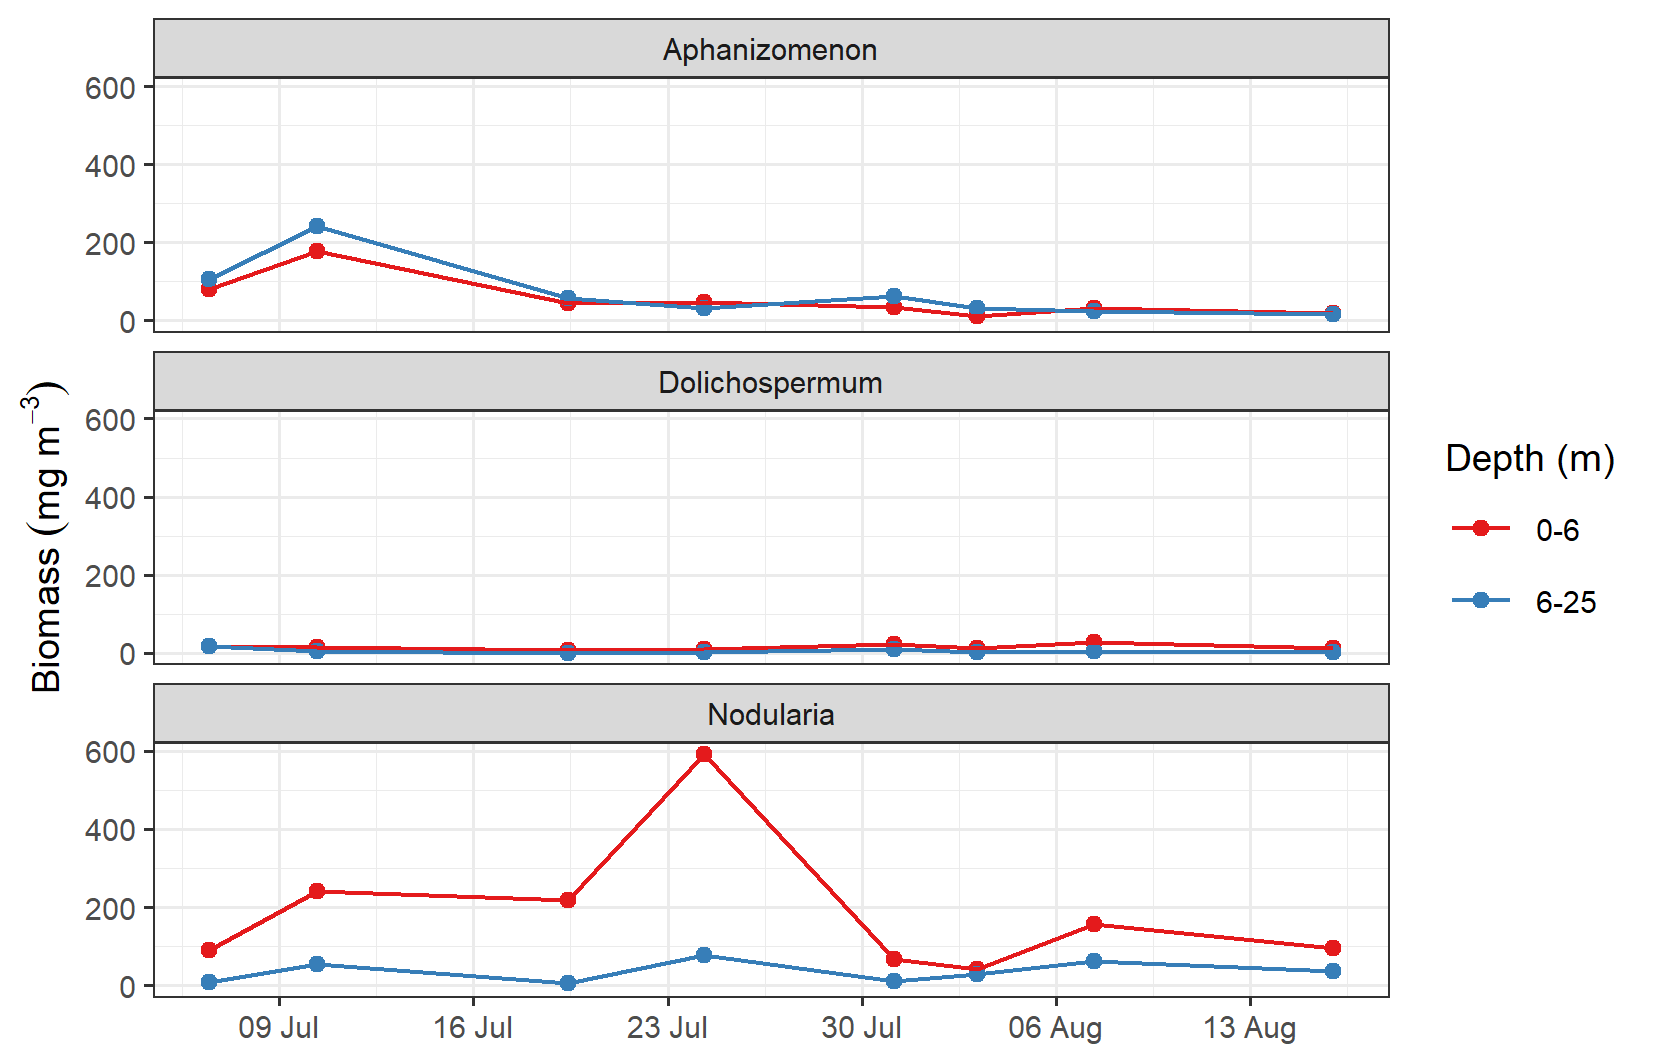 Aphanizomenon
600
400
200
0
Dolichospermum
600
400
200
0
Nodularia
600
400
200
0
09 Jul
16 Jul
23 Jul
30 Jul
06 Aug
13 Aug
Biomass (mg m⁻³)
Depth (m)
0-6
6-25